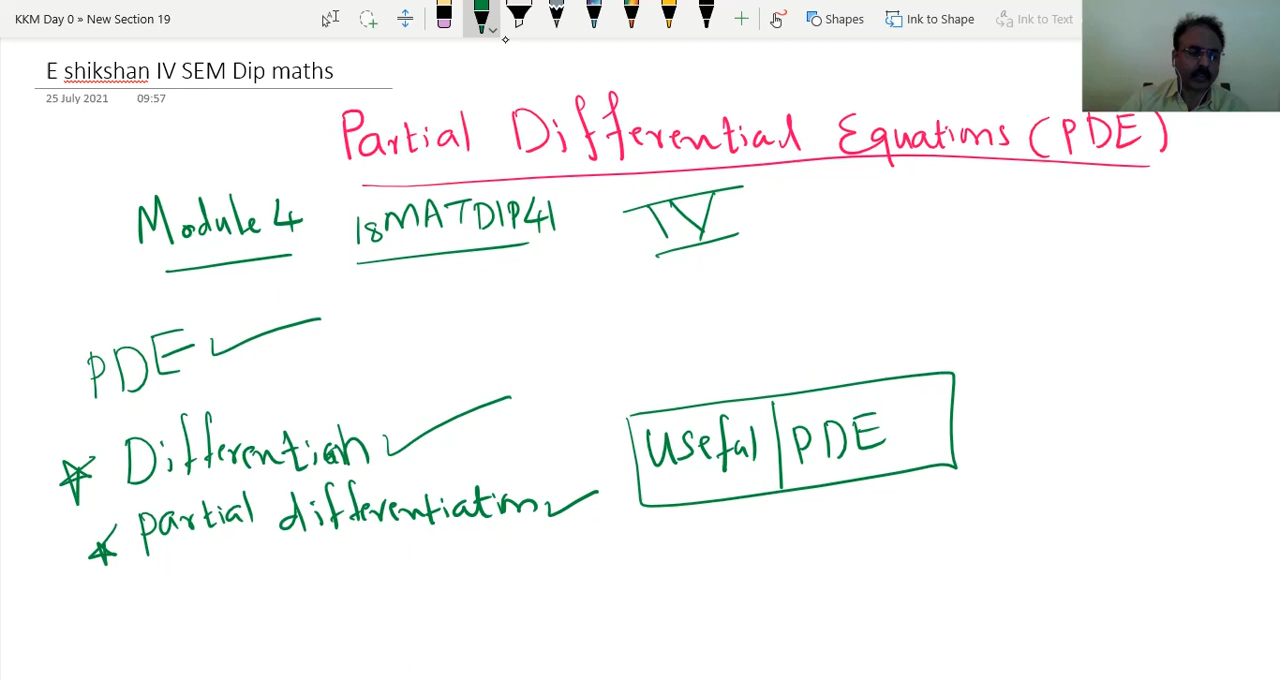 KKM Day 0 » New Section 19
Shapes
Ink to Shape
Ink to Text
E shikshan IV SEM Dip maths
25 July 2021 09:57
Partial Differential Equations (PDE)
Module 4 18MATDIP41 IV
PDE
Differentiation
Partial differentiation
Useful PDE